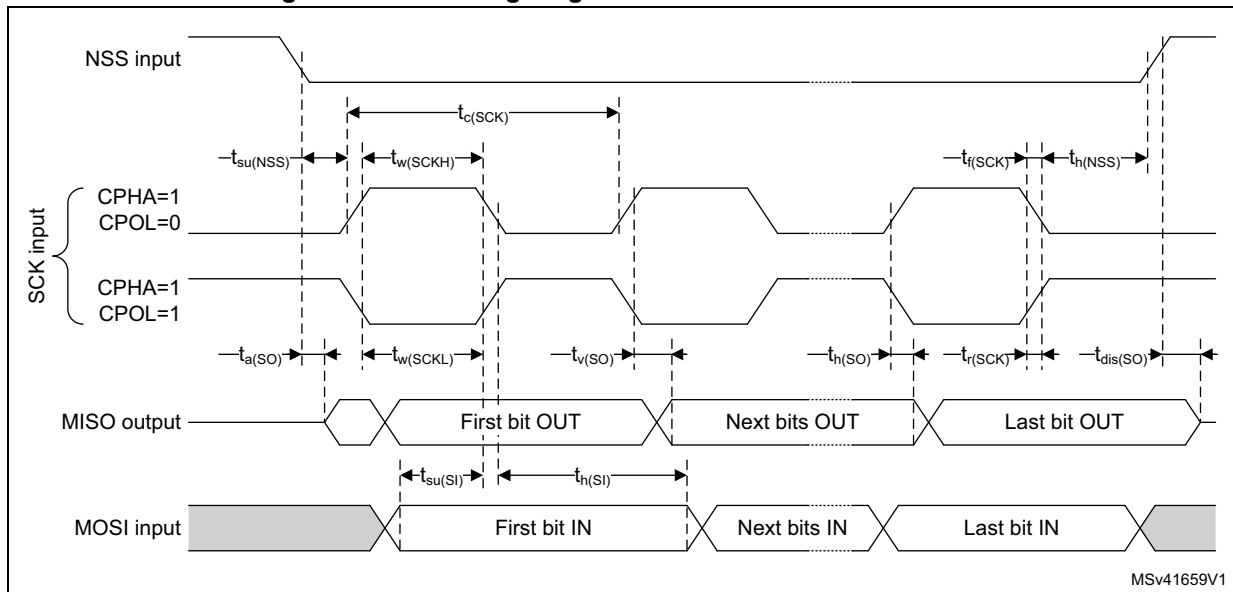 NSS input
tc(SCK)
tsu(NSS)
tw(SCKH)
tf(SCK)
th(NSS)
SCK input
CPHA=1
CPOL=0
CPHA=1
CPOL=1
ta(SO)
tw(SCKL)
tv(SO)
th(SO)
tr(SCK)
tdis(SO)
MISO output
First bit OUT
Next bits OUT
Last bit OUT
tsu(SI)
th(SI)
MOSI input
First bit IN
Next bits IN
Last bit IN
MSv41659V1